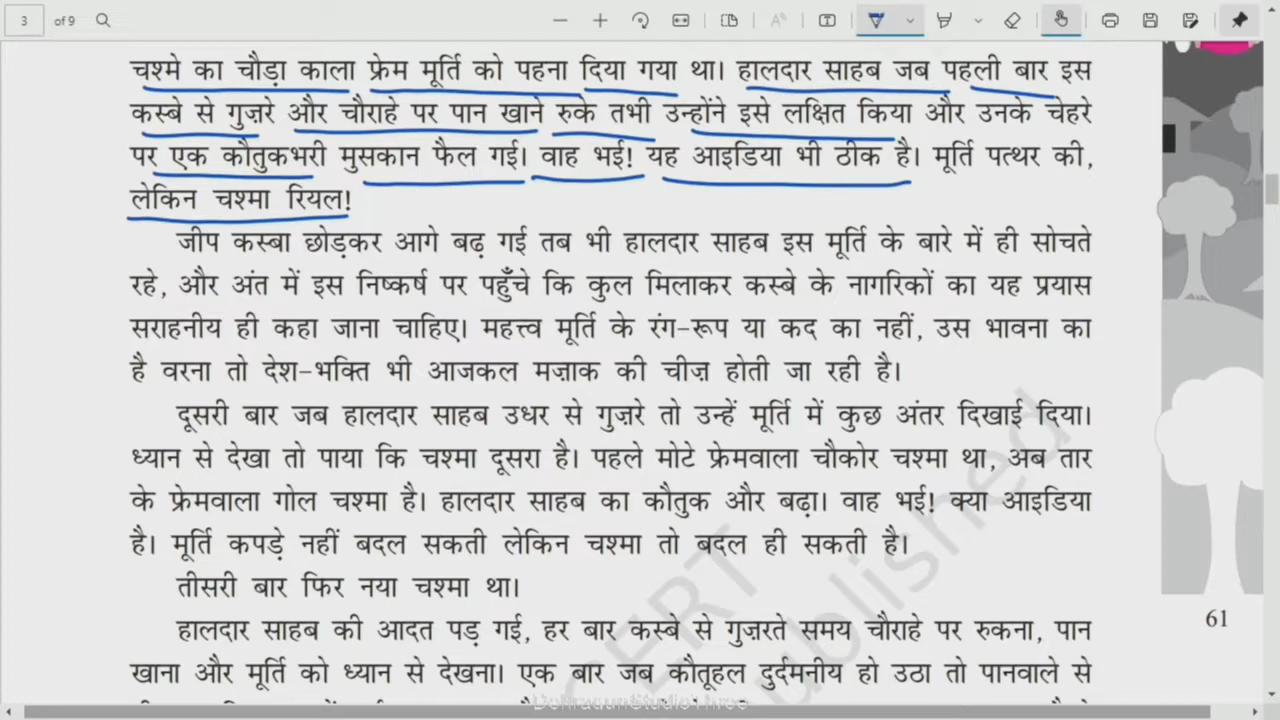 3 of 9
चश्मे का चौड़ा काला फ्रेम मूर्ति को पहना दिया गया था। हालदार साहब जब पहली बार इस
कस्बे से गुज़रे और चौराहे पर पान खाने रुके तभी उन्होंने इसे लक्षित किया और उनके चेहरे
पर एक कौतुकभरी मुसकान फैल गई। वाह भई! यह आइडिया भी ठीक है। मूर्ति पत्थर की,
लेकिन चश्मा रियल!
जीप कस्बा छोड़कर आगे बढ़ गई तब भी हालदार साहब इस मूर्ति के बारे में ही सोचते
रहे, और अंत में इस निष्कर्ष पर पहुँचे कि कुल मिलाकर कस्बे के नागरिकों का यह प्रयास
सराहनीय ही कहा जाना चाहिए। महत्त्व मूर्ति के रंग-रूप या कद का नहीं, उस भावना का
है वरना तो देश-भक्ति भी आजकल मज़ाक की चीज़ होती जा रही है।
दूसरी बार जब हालदार साहब उधर से गुज़रे तो उन्हें मूर्ति में कुछ अंतर दिखाई दिया।
ध्यान से देखा तो पाया कि चश्मा दूसरा है। पहले मोटे फ्रेमवाला चौकोर चश्मा था, अब तार
के फ्रेमवाला गोल चश्मा है। हालदार साहब का कौतुक और बढ़ा। वाह भई! क्या आइडिया
है। मूर्ति कपड़े नहीं बदल सकती लेकिन चश्मा तो बदल ही सकती है।
तीसरी बार फिर नया चश्मा था।
हालदार साहब की आदत पड़ गई, हर बार कस्बे से गुज़रते समय चौराहे पर रुकना, पान
61
खाना और मूर्ति को ध्यान से देखना। एक बार जब कौतूहल दुर्दमनीय हो उठा तो पानवाले से